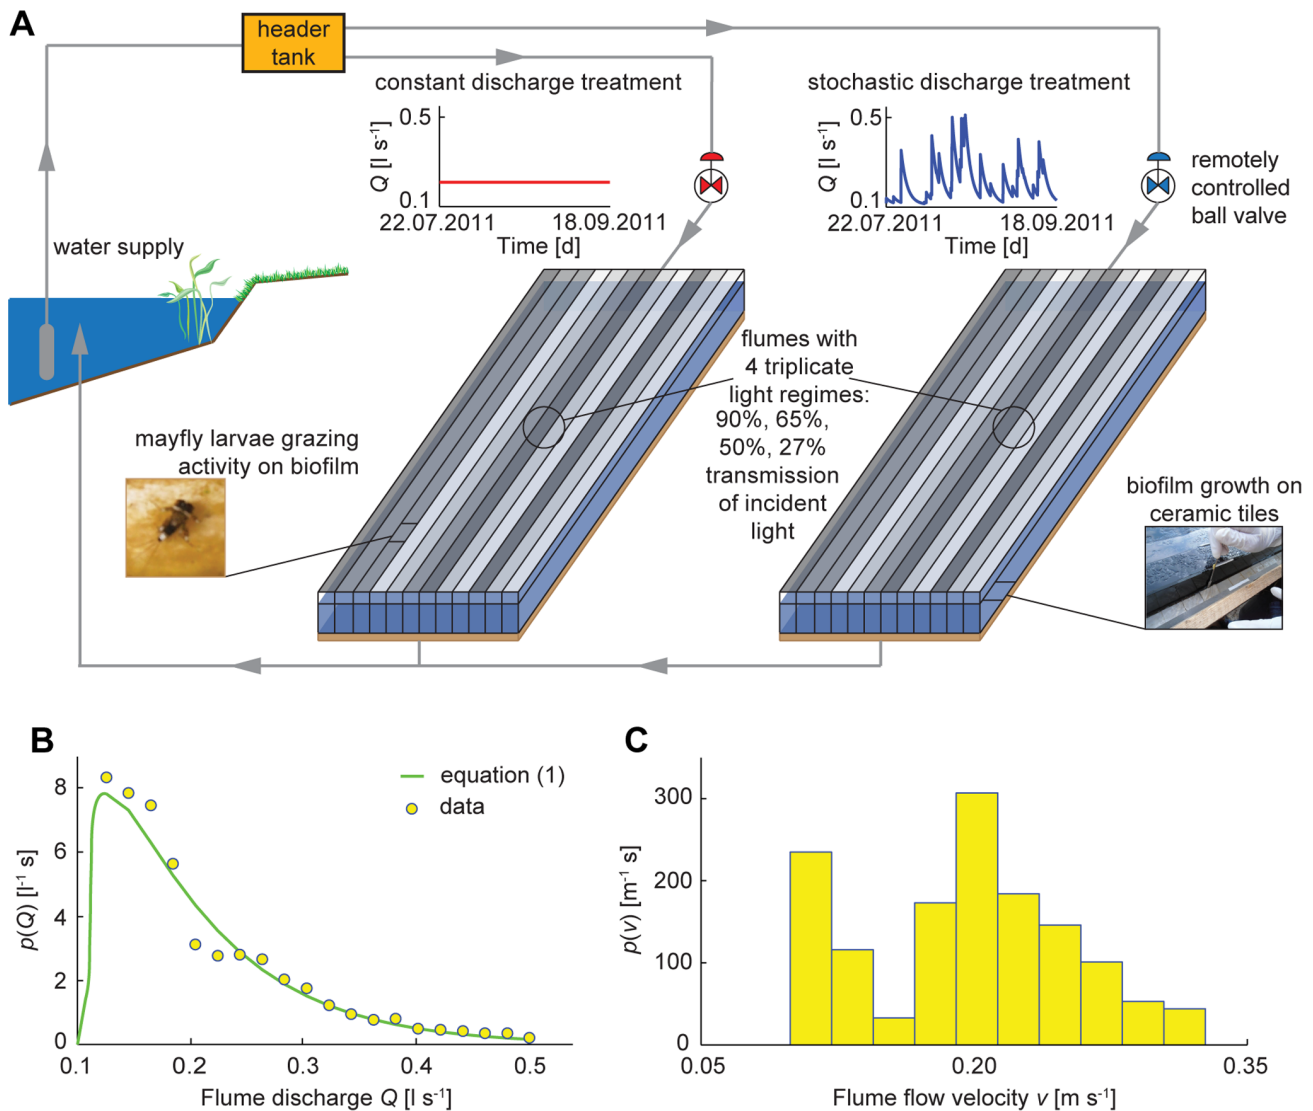 A
header
tank
constant discharge treatment
0.5
Q [l s-1]
0.1
22.07.2011
18.09.2011
Time [d]
stochastic discharge treatment
0.5
Q [l s-1]
0.1
22.07.2011
18.09.2011
Time [d]
remotely
controlled
ball valve
water supply
flumes with
4 triplicate
light regimes:
90%, 65%,
50%, 27%
transmission
of incident
light
mayfly larvae grazing
activity on biofilm
biofilm growth on
ceramic tiles
B
equation (1)
data
8
6
4
2
0
p(Q) [l-1 s]
0.1
0.2
0.3
0.4
0.5
Flume discharge Q [l s-1]
C
300
200
100
0
p(v) [m-1 s]
0.05
0.20
0.35
Flume flow velocity v [m s-1]